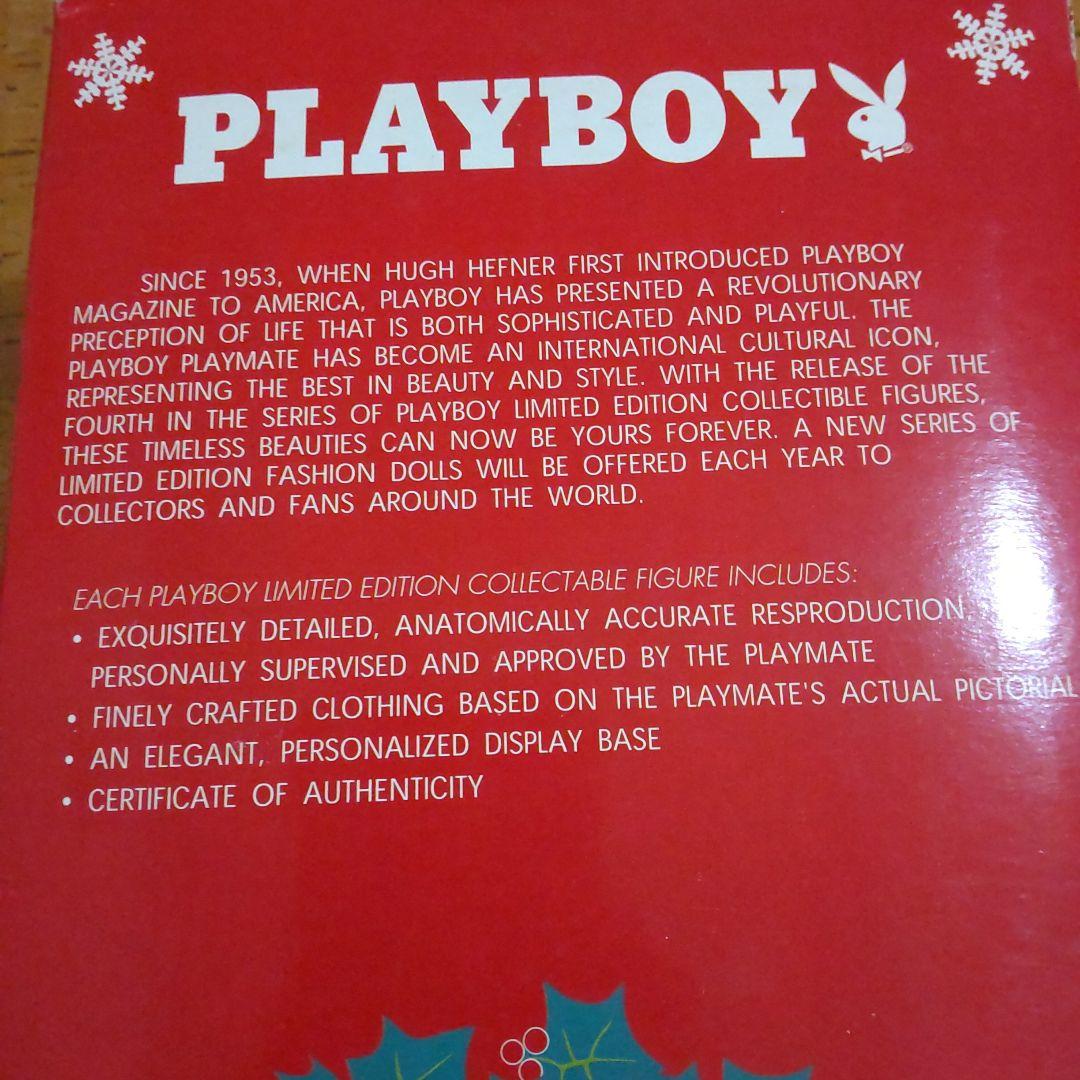 PLAYBOY
SINCE 1953, WHEN HUGH HEFNER FIRST INTRODUCED PLAYBOY
MAGAZINE TO AMERICA, PLAYBOY HAS PRESENTED A REVOLUTIONARY
PRECEPTION OF LIFE THAT IS BOTH SOPHISTICATED AND PLAYFUL. THE
PLAYBOY PLAYMATE HAS BECOME AN INTERNATIONAL CULTURAL ICON,
REPRESENTING THE BEST IN BEAUTY AND STYLE. WITH THE RELEASE OF THE
FOURTH IN THE SERIES OF PLAYBOY LIMITED EDITION COLLECTIBLE FIGURES,
THESE TIMELESS BEAUTIES CAN NOW BE YOURS FOREVER. A NEW SERIES OF
LIMITED EDITION FASHION DOLLS WILL BE OFFERED EACH YEAR TO
COLLECTORS AND FANS AROUND THE WORLD.
EACH PLAYBOY LIMITED EDITION COLLECTABLE FIGURE INCLUDES:
• EXQUISITELY DETAILED, ANATOMICALLY ACCURATE RESPRODUCTION,
PERSONALLY SUPERVISED AND APPROVED BY THE PLAYMATE
• FINELY CRAFTED CLOTHING BASED ON THE PLAYMATE'S ACTUAL PICTORIAL
• AN ELEGANT, PERSONALIZED DISPLAY BASE
• CERTIFICATE OF AUTHENTICITY